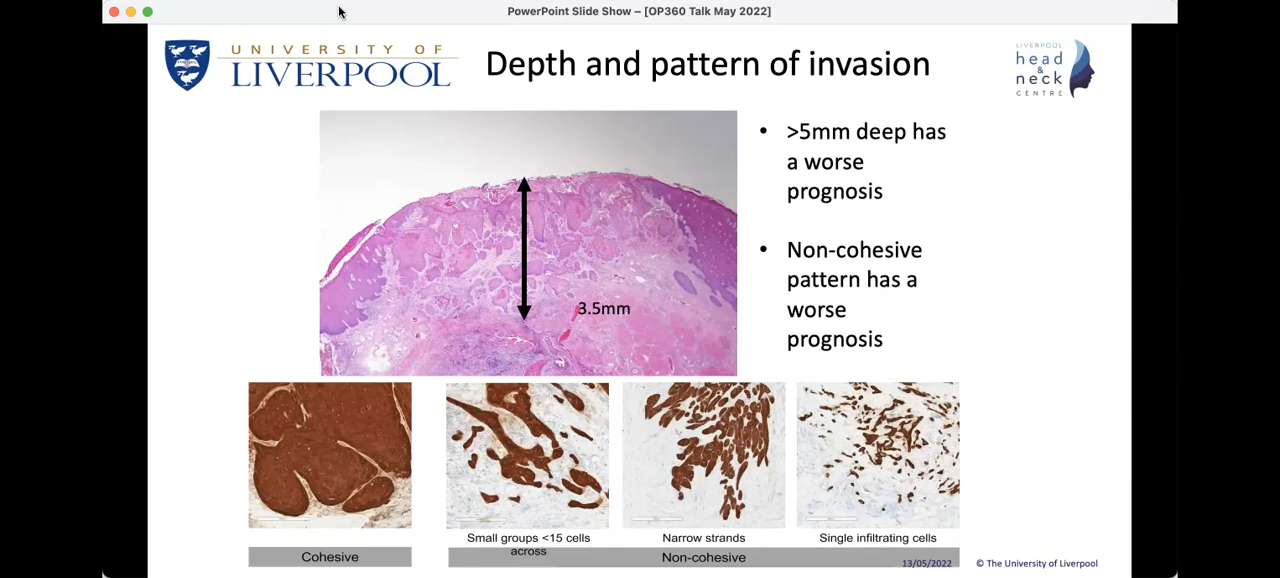 PowerPoint Slide Show – [OP360 Talk May 2022]
UNIVERSITY OF
LIVERPOOL
Depth and pattern of invasion
LIVERPOOL
head
&
neck
CENTRE
>5mm deep has
a worse
prognosis
Non-cohesive
pattern has a
worse
prognosis
3.5mm
Small groups <15 cells
across
Narrow strands
Single infiltrating cells
Cohesive
Non-cohesive
13/05/2022
© The University of Liverpool